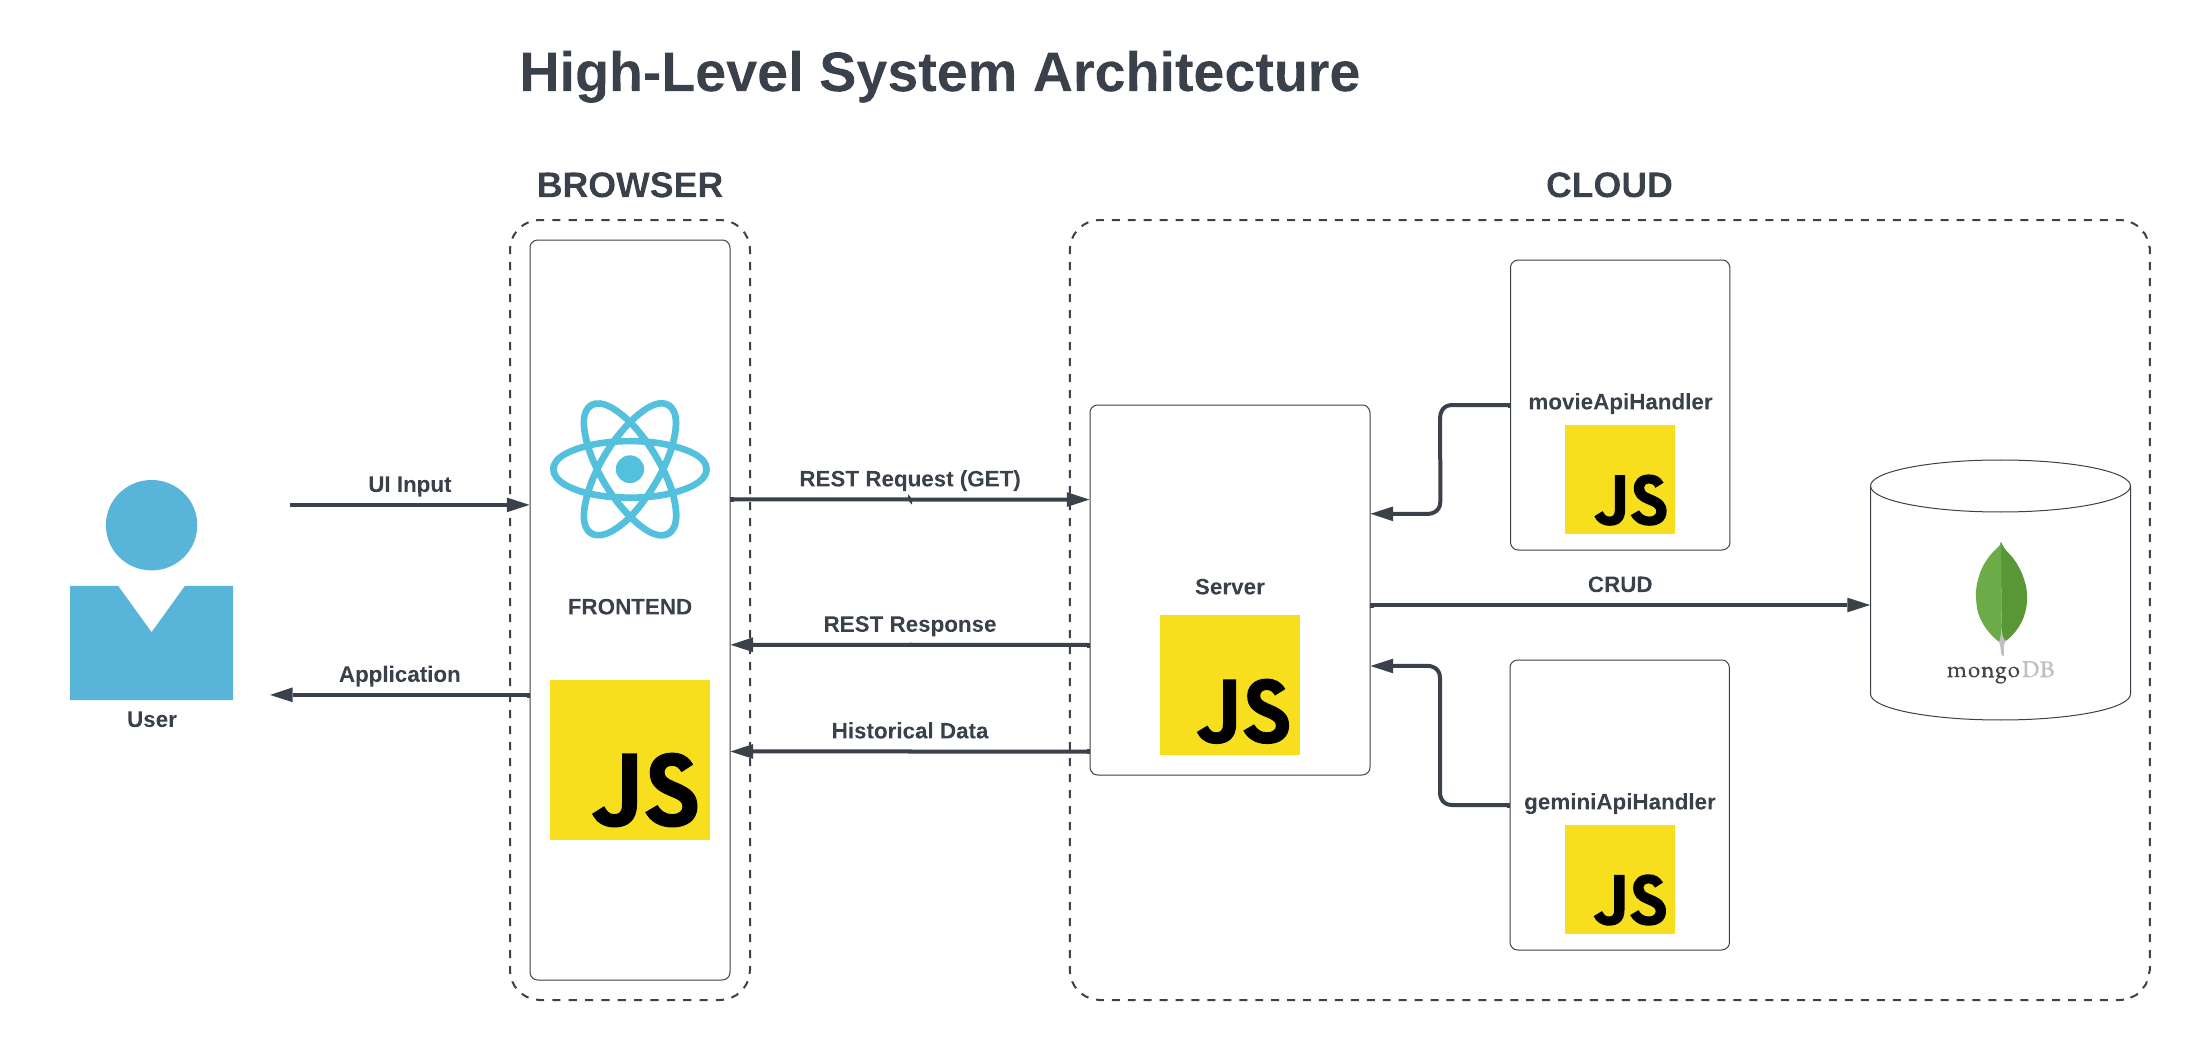 High-Level System Architecture
BROWSER
CLOUD
UI Input
Application
User
FRONTEND
JS
REST Request (GET)
REST Response
Historical Data
Server
JS
movieApiHandler
JS
CRUD
geminiApiHandler
JS
mongoDB